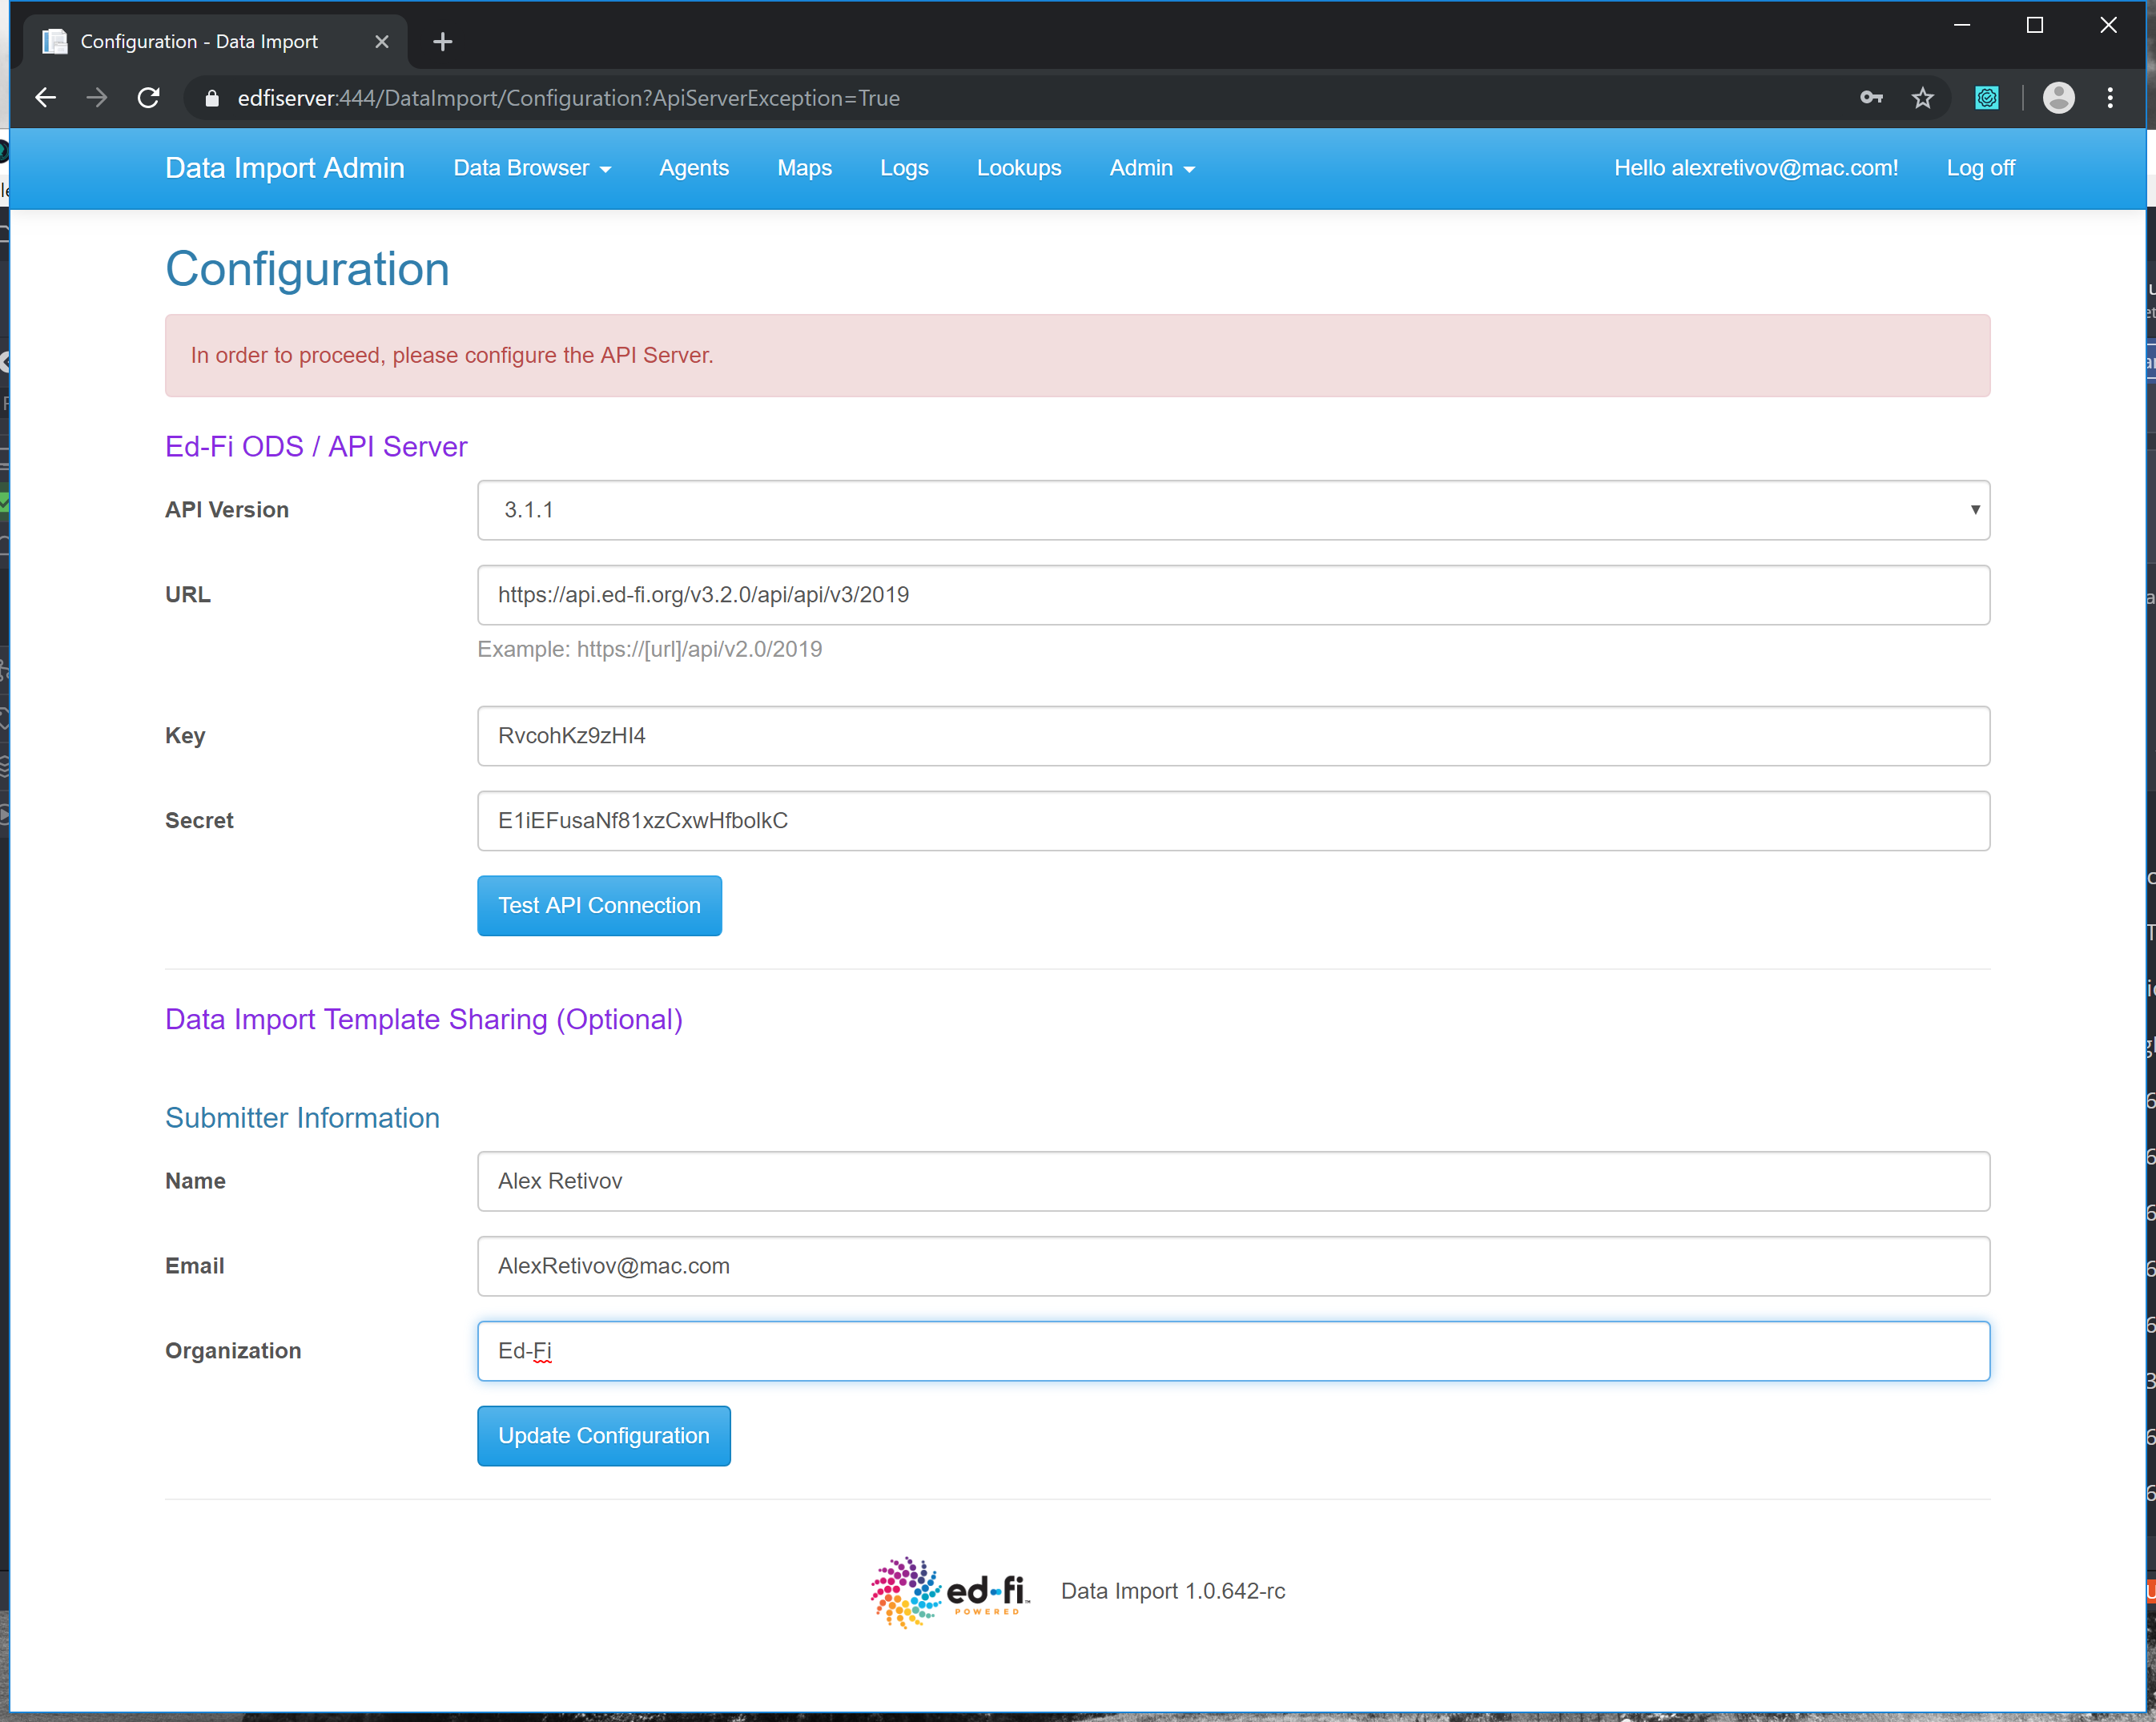 Configuration - Data Import
edfiserver:444/DataImport/Configuration?ApiServerException=True
Data Import Admin Data Browser Agents Maps Logs Lookups Admin Hello alexretivov@mac.com! Log off
Configuration
In order to proceed, please configure the API Server.
Ed-Fi ODS / API Server
API Version 3.1.1
URL https://api.ed-fi.org/v3.2.0/api/api/v3/2019
Example: https://[url]/api/v2.0/2019
Key RvcohKz9zHI4
Secret E1iEFusaNf81xzCxwHfbolkC
Test API Connection
Data Import Template Sharing (Optional)
Submitter Information
Name Alex Retivov
Email AlexRetivov@mac.com
Organization Ed-Fi
Update Configuration
ed-fi™ Data Import 1.0.642-rc
POWERED